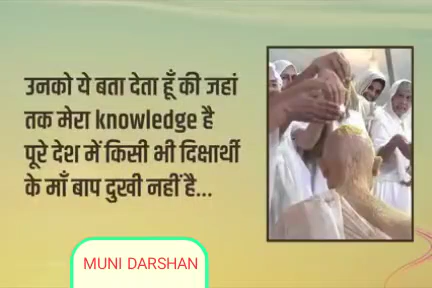 उनको ये बता देता हूँ की जहां
तक मेरा knowledge है
पूरे देश में किसी भी दिक्षार्थी
के माँ बाप दुखी नहीं है...
MUNI DARSHAN